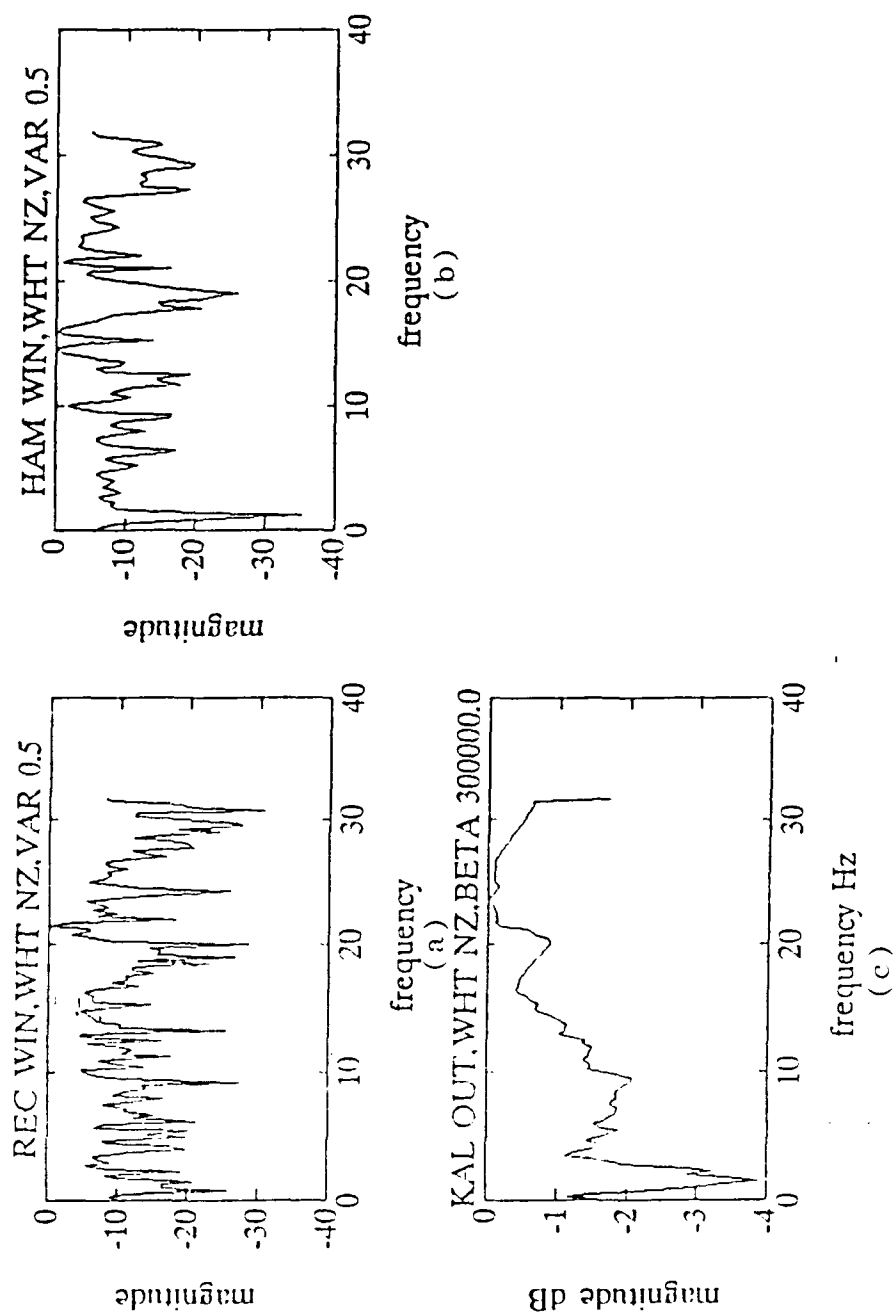 REC WIN,WHT NZ,VAR 0.5
magnitude
0
-10
-20
-30
-40
0
10
20
30
40
frequency
(a)
HAM WIN,WHT NZ,VAR 0.5
magnitude
0
-10
-20
-30
-40
0
10
20
30
40
frequency
(b)
KAL OUT,WHT NZ,BETA 300000.0
magnitude dB
0
-1
-2
-3
-4
0
10
20
30
40
frequency Hz
(c)